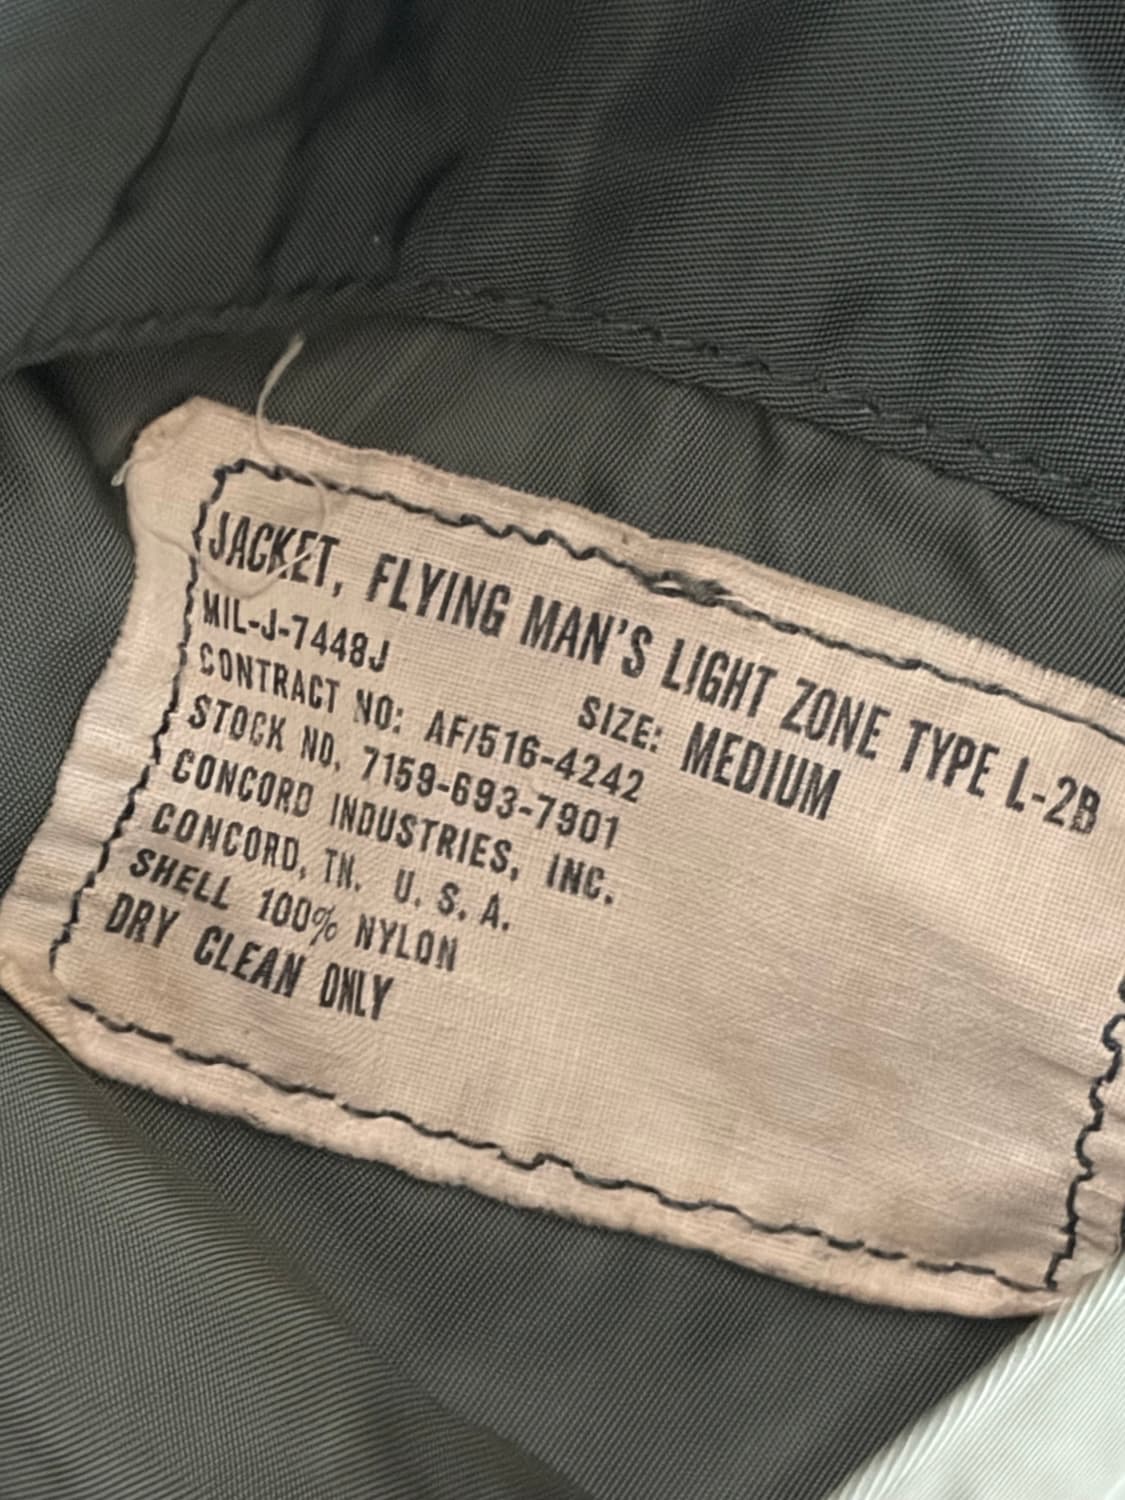 JACKET, FLYING MAN'S LIGHT ZONE TYPE L-2B
MIL-J-7448J
SIZE: MEDIUM
CONTRACT NO: AF/516-4242
STOCK NO. 7159-693-7901
CONCORD INDUSTRIES, INC.
CONCORD, TN. U. S. A.
SHELL 100% NYLON
DRY CLEAN ONLY